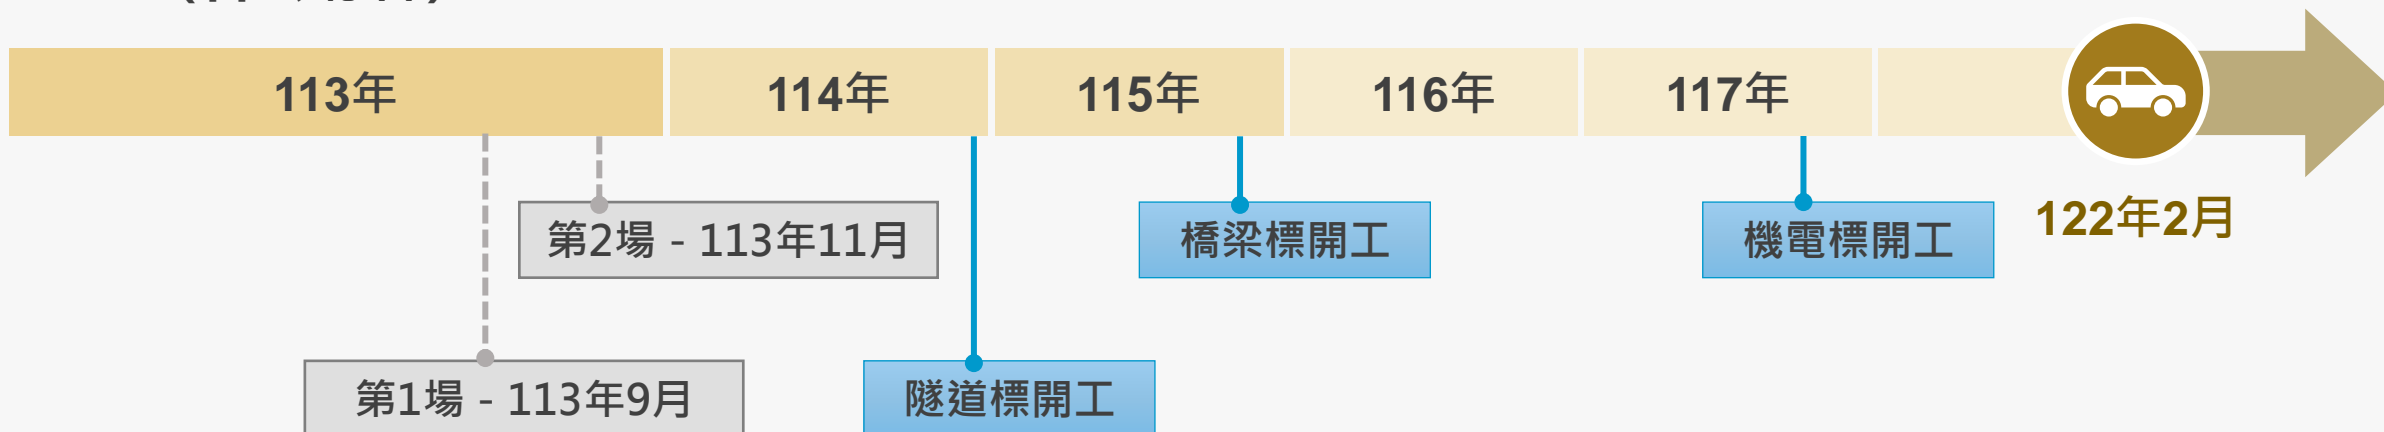 113年
114年
115年
116年
117年
第2場 - 113年11月
橋梁標開工
機電標開工
122年2月
第1場 - 113年9月
隧道標開工